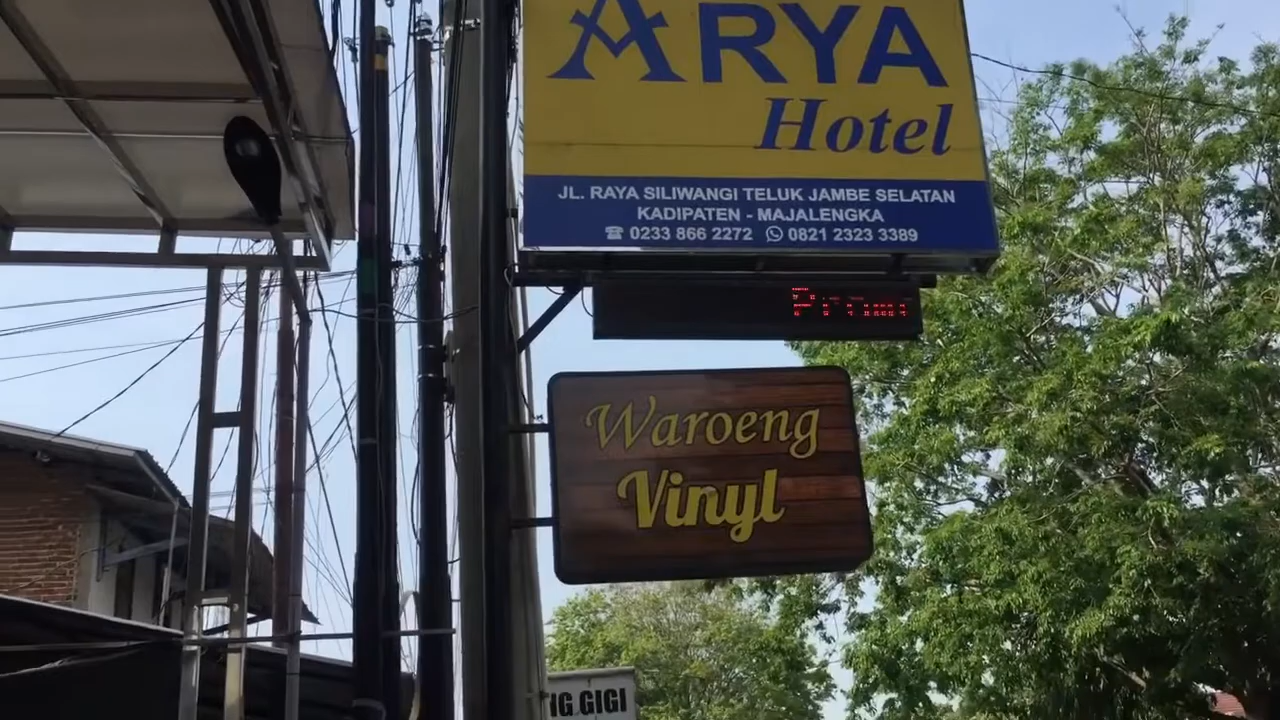 ARYA
Hotel
JL. RAYA SILIWANGI TELUK JAMBE SELATAN
KADIPATEN - MAJALENGKA
0233 866 2272 0821 2323 3389
Waroeng
Vinyl
GIGI